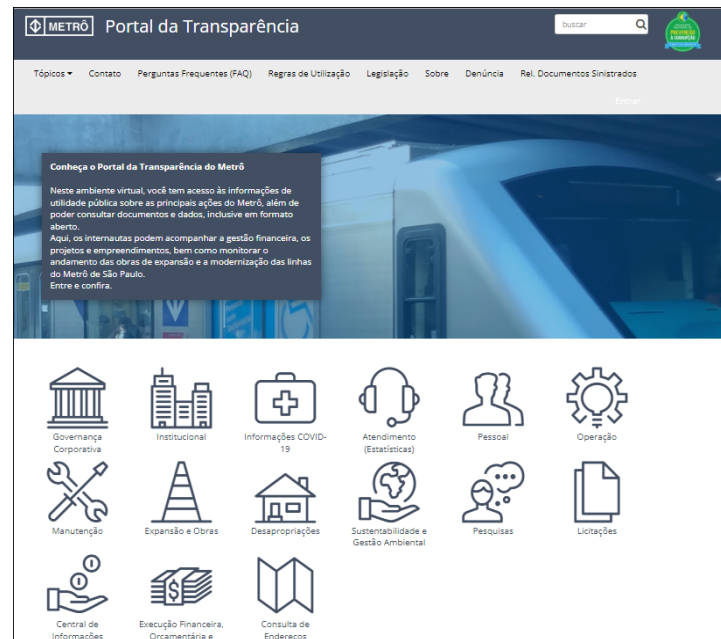 METRÔ Portal da Transparência
buscar
PREVENÇÃO
À CORRUPÇÃO
Tópicos Contato Perguntas Frequentes (FAQ) Regras de Utilização Legislação Sobre Denúncia Rel. Documentos Sinistrados
Entrar
Conheça o Portal da Transparência do Metrô
Neste ambiente virtual, você tem acesso às informações de
utilidade pública sobre as principais ações do Metrô, além de
poder consultar documentos e dados, inclusive em formato
aberto.
Aqui, os internautas podem acompanhar a gestão financeira, os
projetos e empreendimentos, bem como monitorar o
andamento das obras de expansão e a modernização das linhas
do Metrô de São Paulo.
Entre e confira.
Governança
Corporativa
Institucional
Informações COVID-
19
Atendimento
(Estatísticas)
Pessoal
Operação
Manutenção
Expansão e Obras
Desapropriações
Sustentabilidade e
Gestão Ambiental
Pesquisas
Licitações
Central de
Informações
Execução Financeira,
Orçamentária e
Consulta de
Endereços